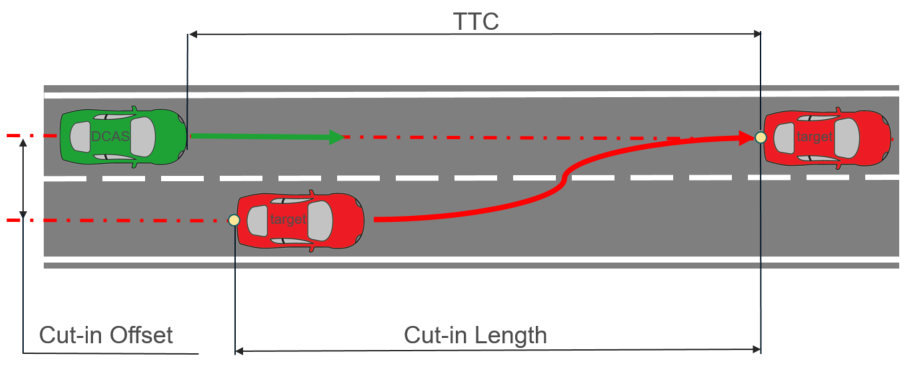 TTC
DCAS
target
target
Cut-in Offset
Cut-in Length